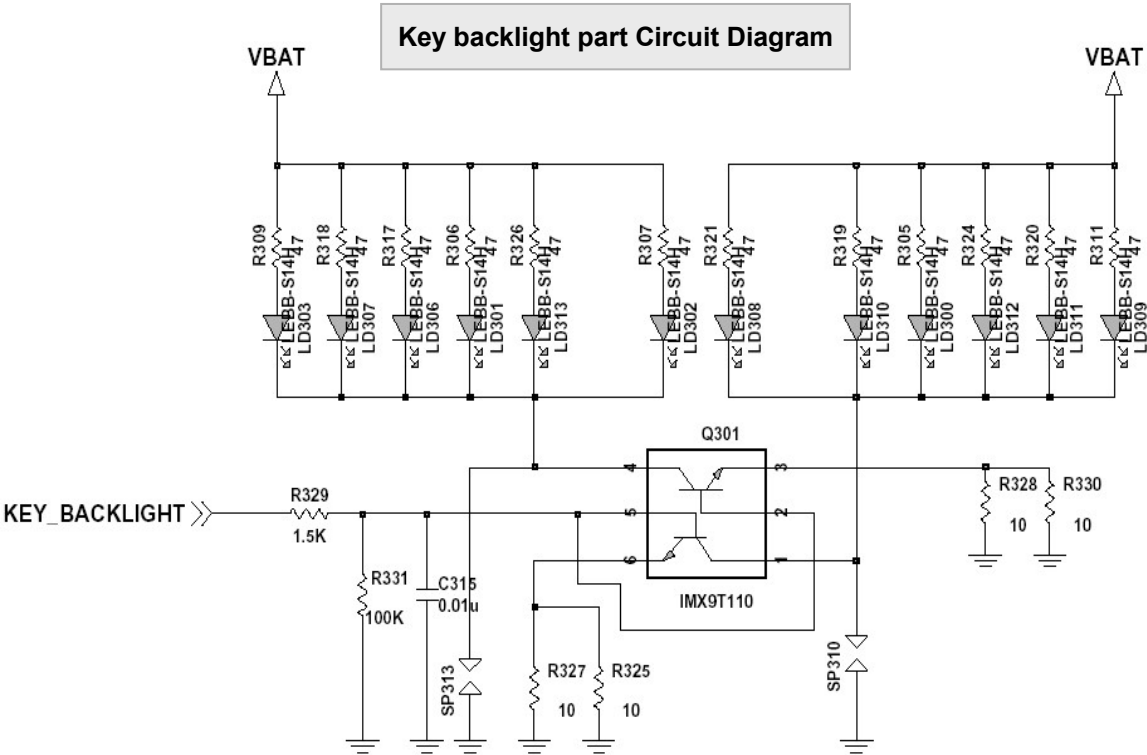 Key backlight part Circuit Diagram
VBAT
VBAT
R309
47
LEBB-S14H
LD303
R318
47
LEBB-S14H
LD307
R317
47
LEBB-S14H
LD306
R306
47
LEBB-S14H
LD301
R326
47
LEBB-S14H
LD313
R307
47
LEBB-S14H
LD302
R321
47
LEBB-S14H
LD308
R319
47
LEBB-S14H
LD310
R305
47
LEBB-S14H
LD300
R324
47
LEBB-S14H
LD312
R320
47
LEBB-S14H
LD311
R311
47
LEBB-S14H
LD309
Q301
4
3
5
2
6
1
IMX9T110
KEY_BACKLIGHT
R329
1.5K
R331
100K
C315
0.01u
SP313
R327
10
R325
10
SP310
R328
10
R330
10